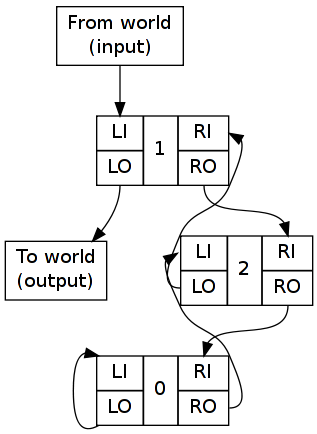 From world
(input)
LI 1 RI
LO RO
To world
(output)
LI 2 RI
LO RO
LI 0 RI
LO RO